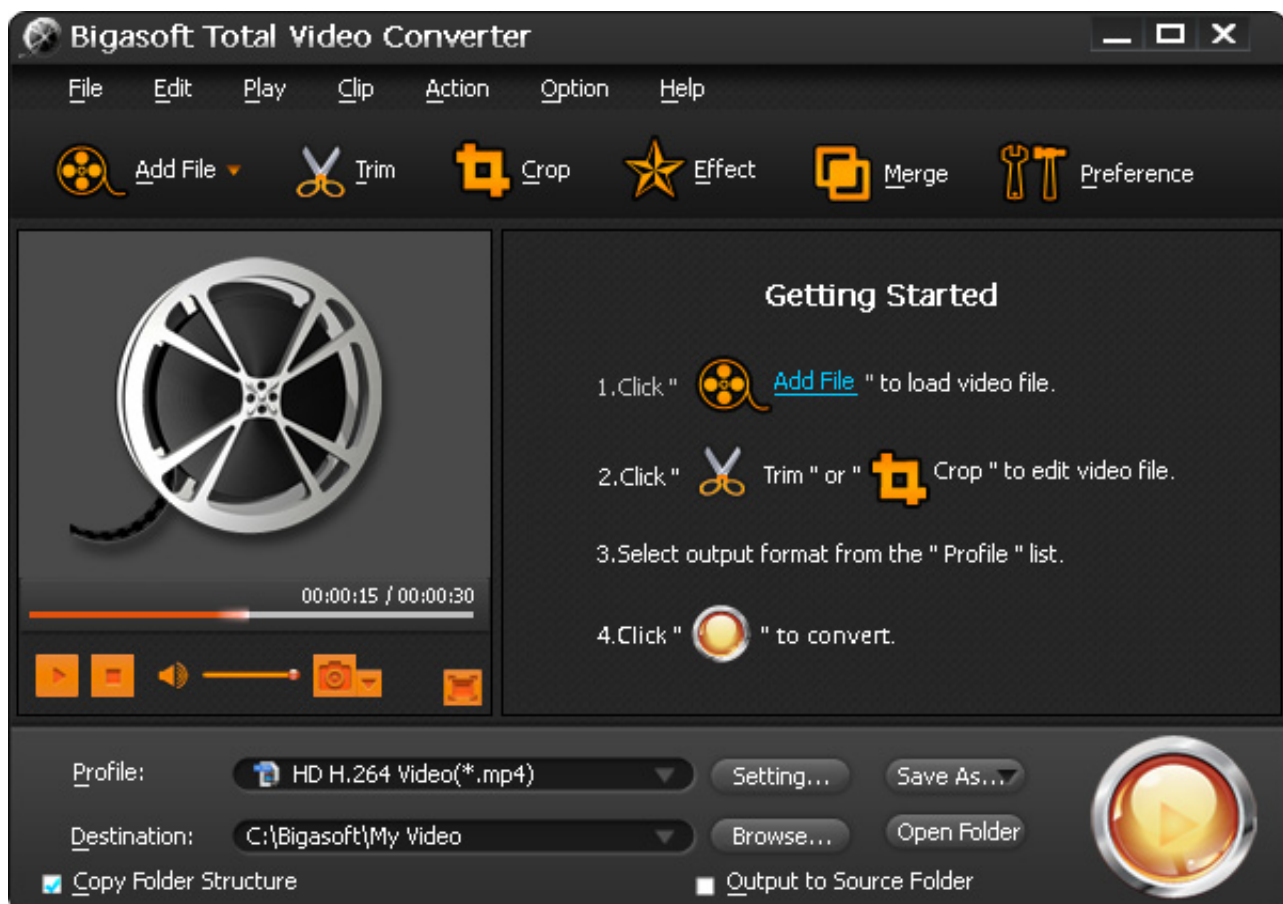 Bigasoft Total Video Converter
File Edit Play Clip Action Option Help
Add File Trim Crop Effect Merge Preference
Getting Started
1.Click " Add File " to load video file.
2.Click " Trim " or " Crop " to edit video file.
3.Select output format from the " Profile " list.
4.Click " " to convert.
00:00:15 / 00:00:30
Profile: HD H.264 Video(*.mp4) Setting... Save As...
Destination: C:\Bigasoft\My Video Browse... Open Folder
Copy Folder Structure Output to Source Folder